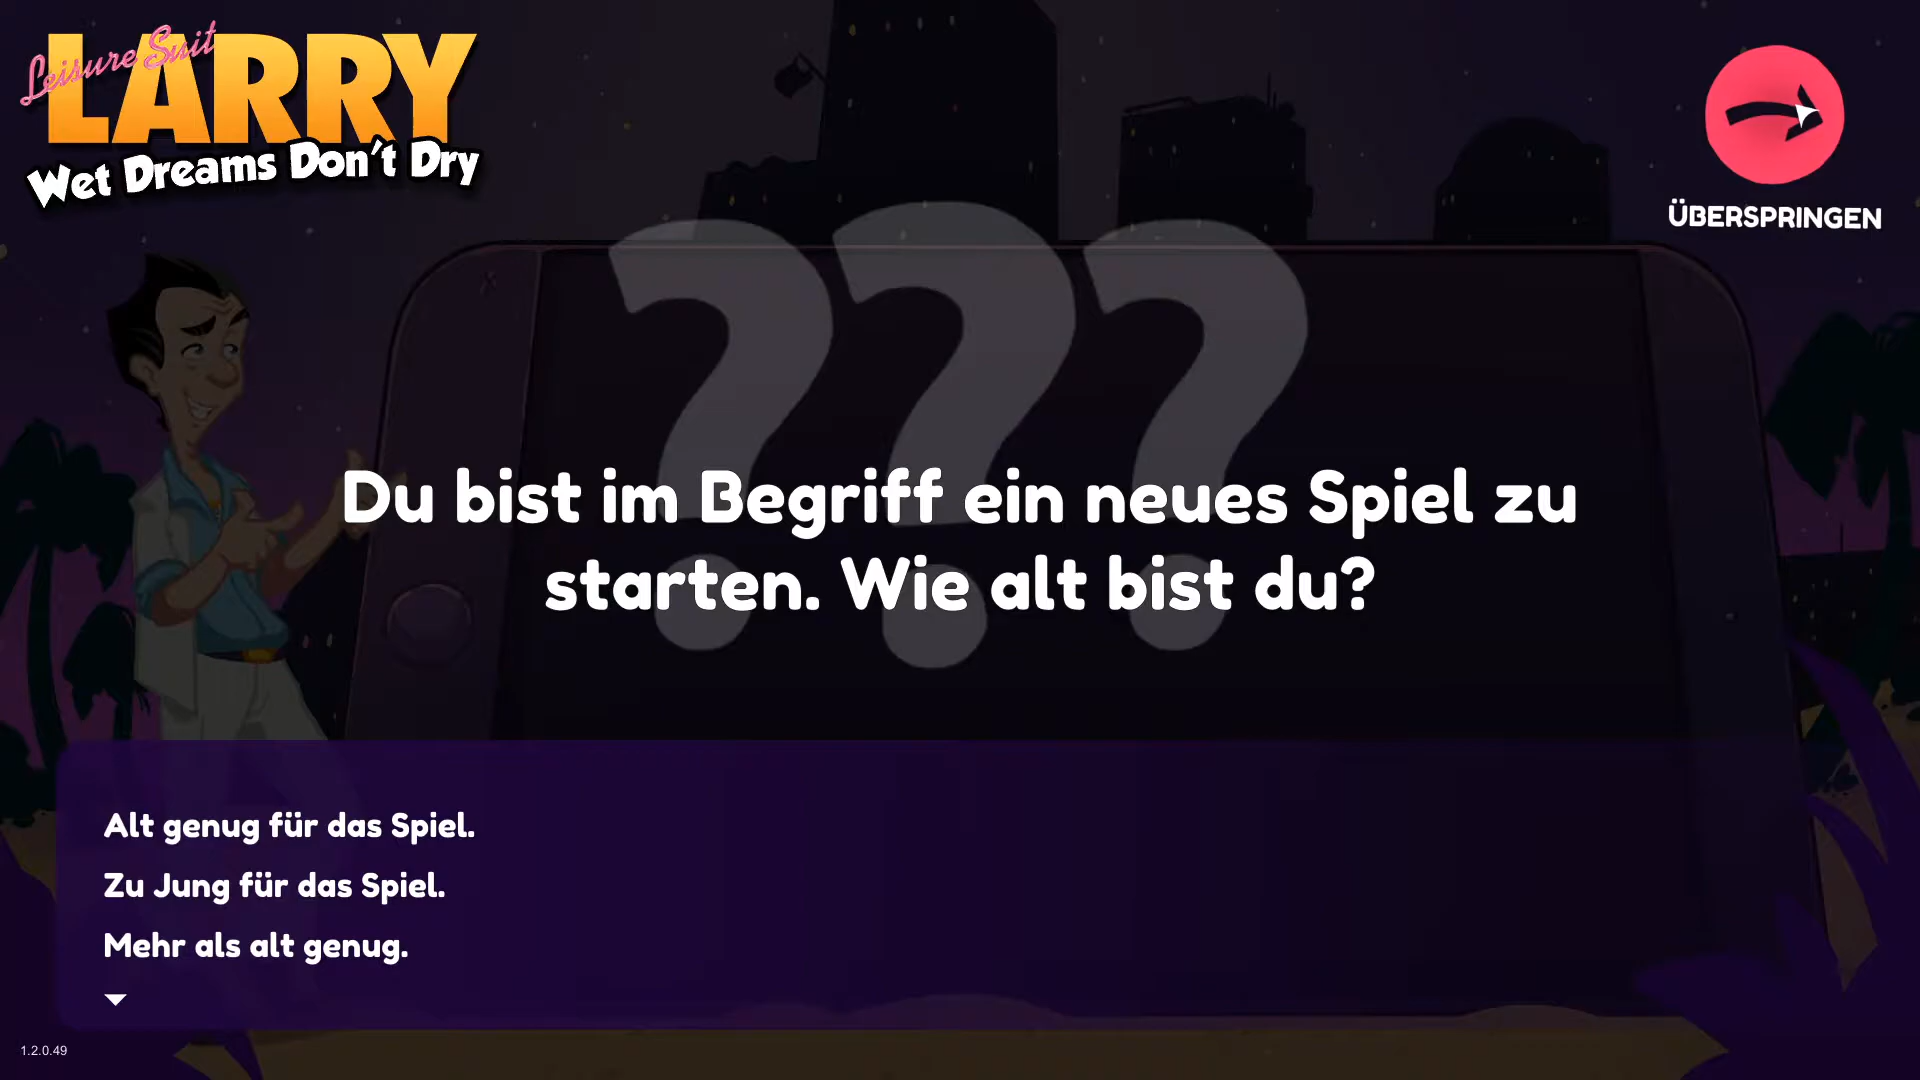 Leisure Suit
LARRY
Wet Dreams Don't Dry
ÜBERSPRINGEN
???
Du bist im Begriff ein neues Spiel zu
starten. Wie alt bist du?
Alt genug für das Spiel.
Zu Jung für das Spiel.
Mehr als alt genug.
1.2.0.49